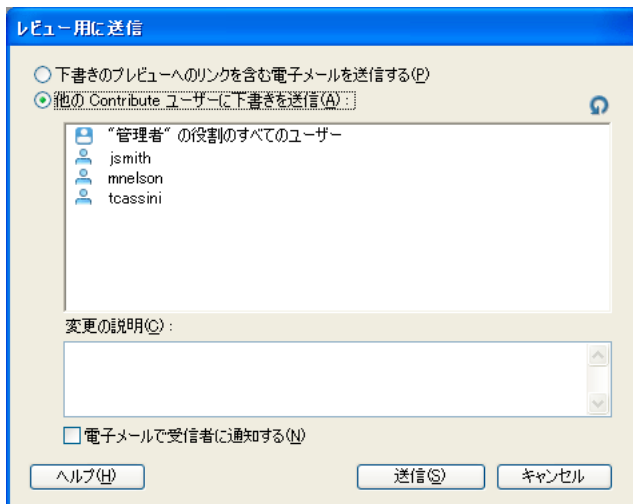 レビュー用に送信
下書きのプレビューへのリンクを含む電子メールを送信する(P)
他の Contribute ユーザーに下書きを送信(A):
“管理者” の役割のすべてのユーザー
jsmith
mnelson
tcassini
変更の説明(C):
電子メールで受信者に通知する(N)
ヘルプ(H) 送信(S) キャンセル